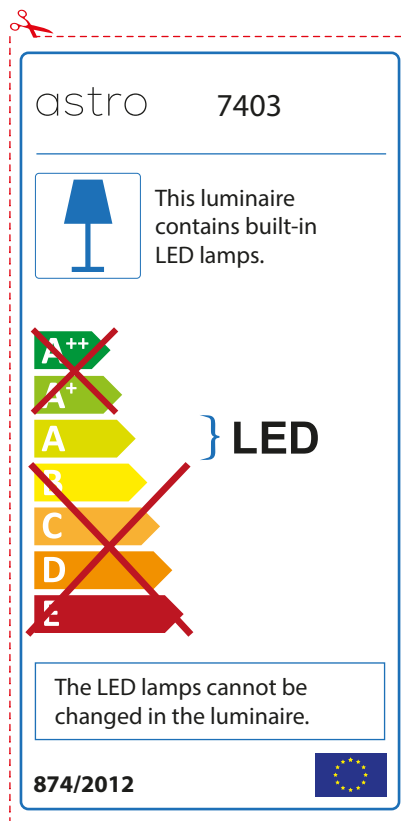 astro 7403
This luminaire
contains built-in
LED lamps.
A++
A+
A
} LED
B
C
D
E
The LED lamps cannot be
changed in the luminaire.
874/2012